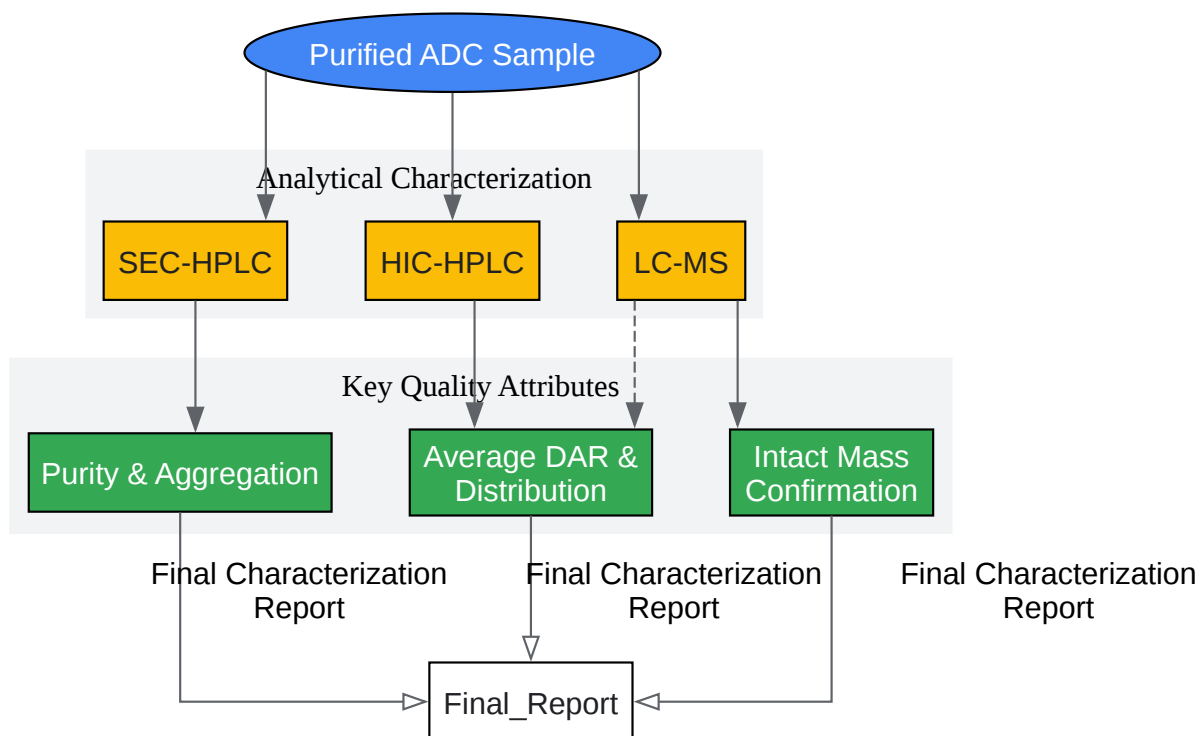 Purified ADC Sample
Analytical Characterization
SEC-HPLC
HIC-HPLC
LC-MS
Key Quality Attributes
Purity & Aggregation
Average DAR &
Distribution
Intact Mass
Confirmation
Final Characterization
Report
Final Characterization
Report
Final Characterization
Report
Final_Report